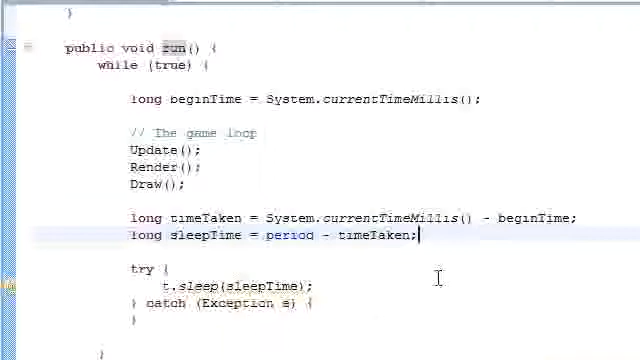 }
public void run() {
while (true) {
long beginTime = System.currentTimeMillis();
// The game loop
Update();
Render();
Draw();
long timeTaken = System.currentTimeMillis() - beginTime;
long sleepTime = period - timeTaken;
try {
t.sleep(sleepTime);
} catch (Exception e) {
}
}